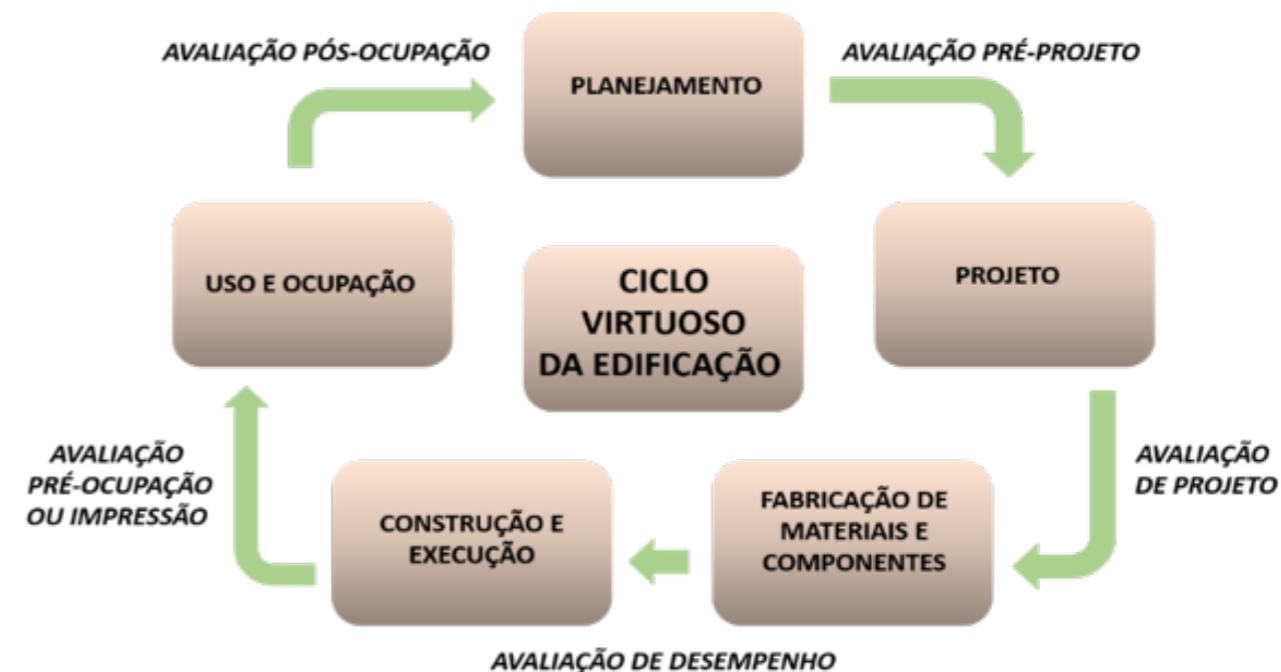 AVALIAÇÃO PÓS-OCUPAÇÃO
PLANEJAMENTO
AVALIAÇÃO PRÉ-PROJETO
USO E OCUPAÇÃO
CICLO
VIRTUOSO
DA EDIFICAÇÃO
PROJETO
AVALIAÇÃO
PRÉ-OCUPAÇÃO
OU IMPRESSÃO
CONSTRUÇÃO E
EXECUÇÃO
FABRICAÇÃO DE
MATERIAIS E
COMPONENTES
AVALIAÇÃO
DE PROJETO
AVALIAÇÃO DE DESEMPENHO